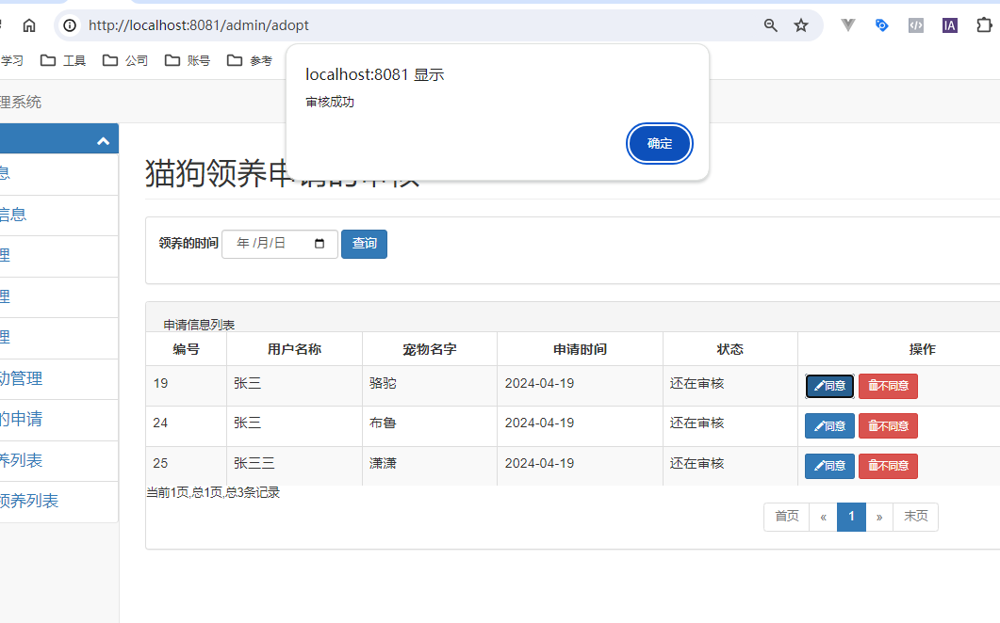 http://localhost:8081/admin/adopt
IA
学习 工具 公司 账号 参考
localhost:8081 显示
审核成功
确定
理系统
息
信息
理
理
理
动管理
的申请
养列表
领养列表
猫狗领养申请的审核
领养的时间 年 /月/日 查询
申请信息列表
编号 用户名称 宠物名字 申请时间 状态 操作
19 张三 骆驼 2024-04-19 还在审核 同意 不同意
24 张三 布鲁 2024-04-19 还在审核 同意 不同意
25 张三三 潇潇 2024-04-19 还在审核 同意 不同意
当前1页,总1页,总3条记录
首页 « 1 » 末页